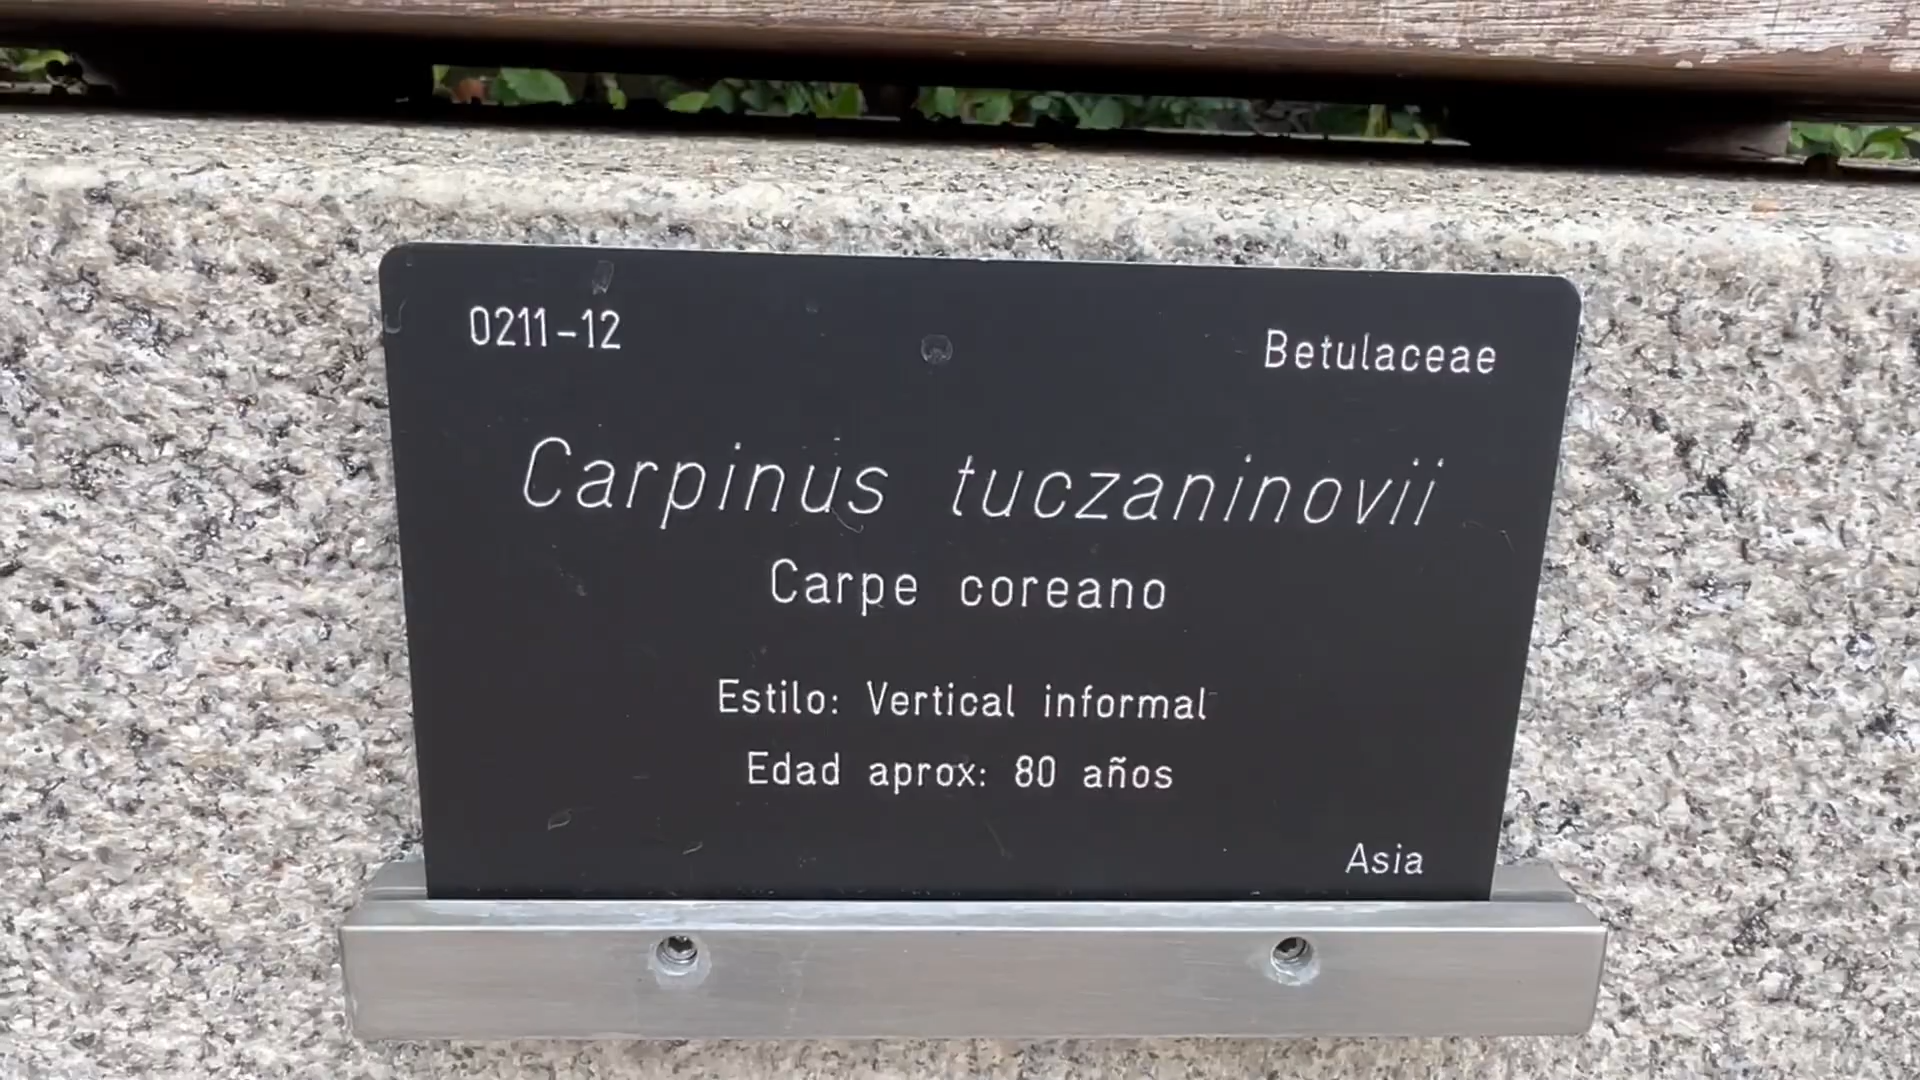 0211-12
Betulaceae
Carpinus tuczaninovii
Carpe coreano
Estilo: Vertical informal
Edad aprox: 80 años
Asia